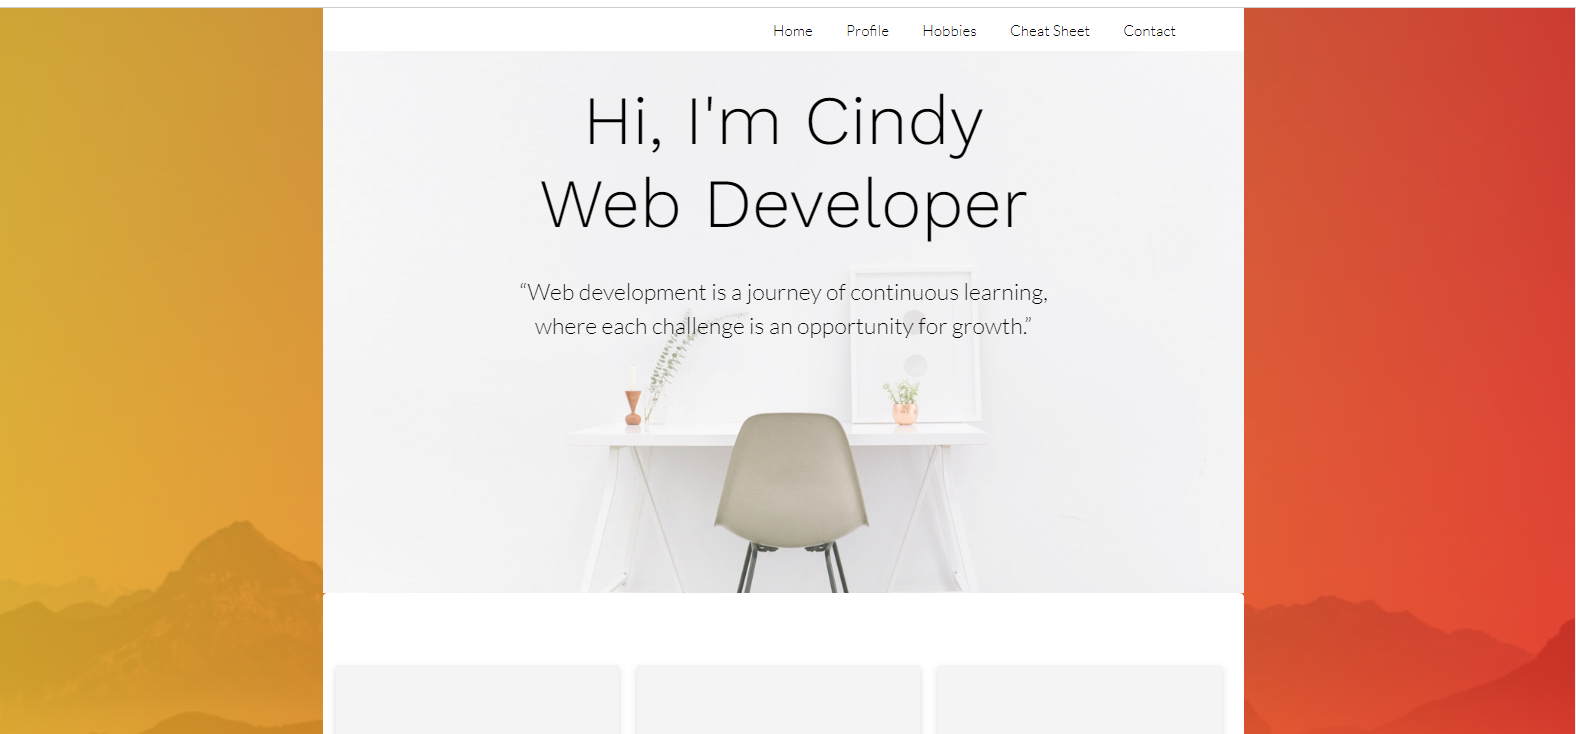 Home Profile Hobbies Cheat Sheet Contact
Hi, I'm Cindy
Web Developer
“Web development is a journey of continuous learning,
where each challenge is an opportunity for growth.”